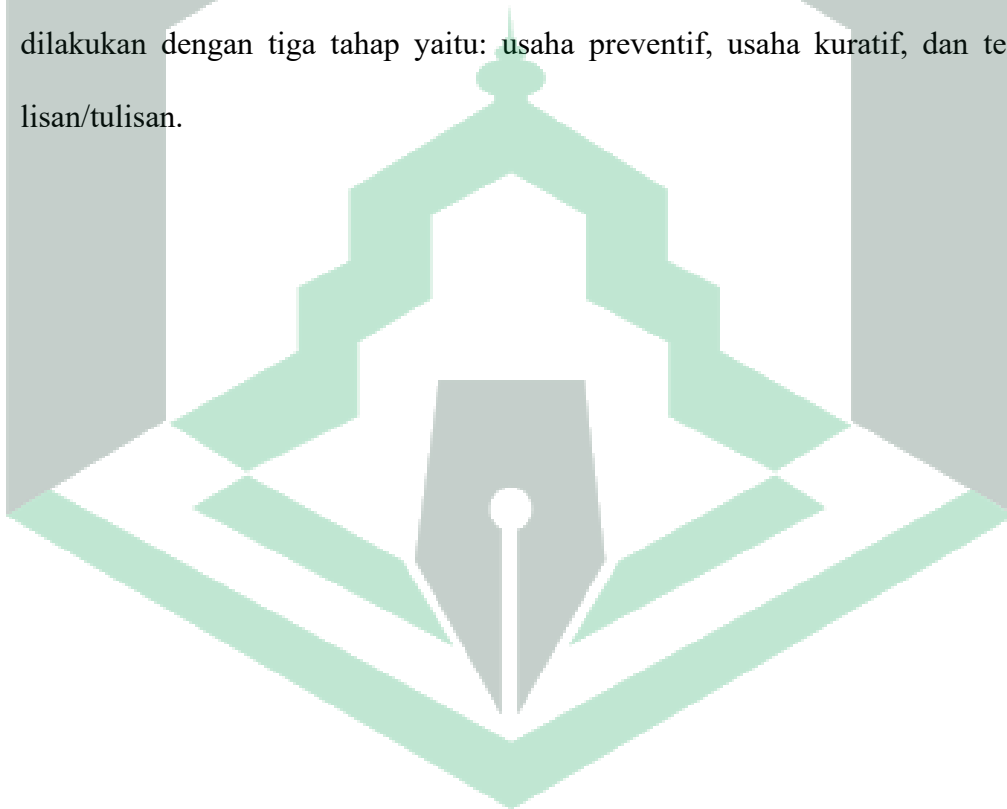 dilakukan dengan tiga tahap yaitu: usaha preventif, usaha kuratif, dan
lisan/tulisan.